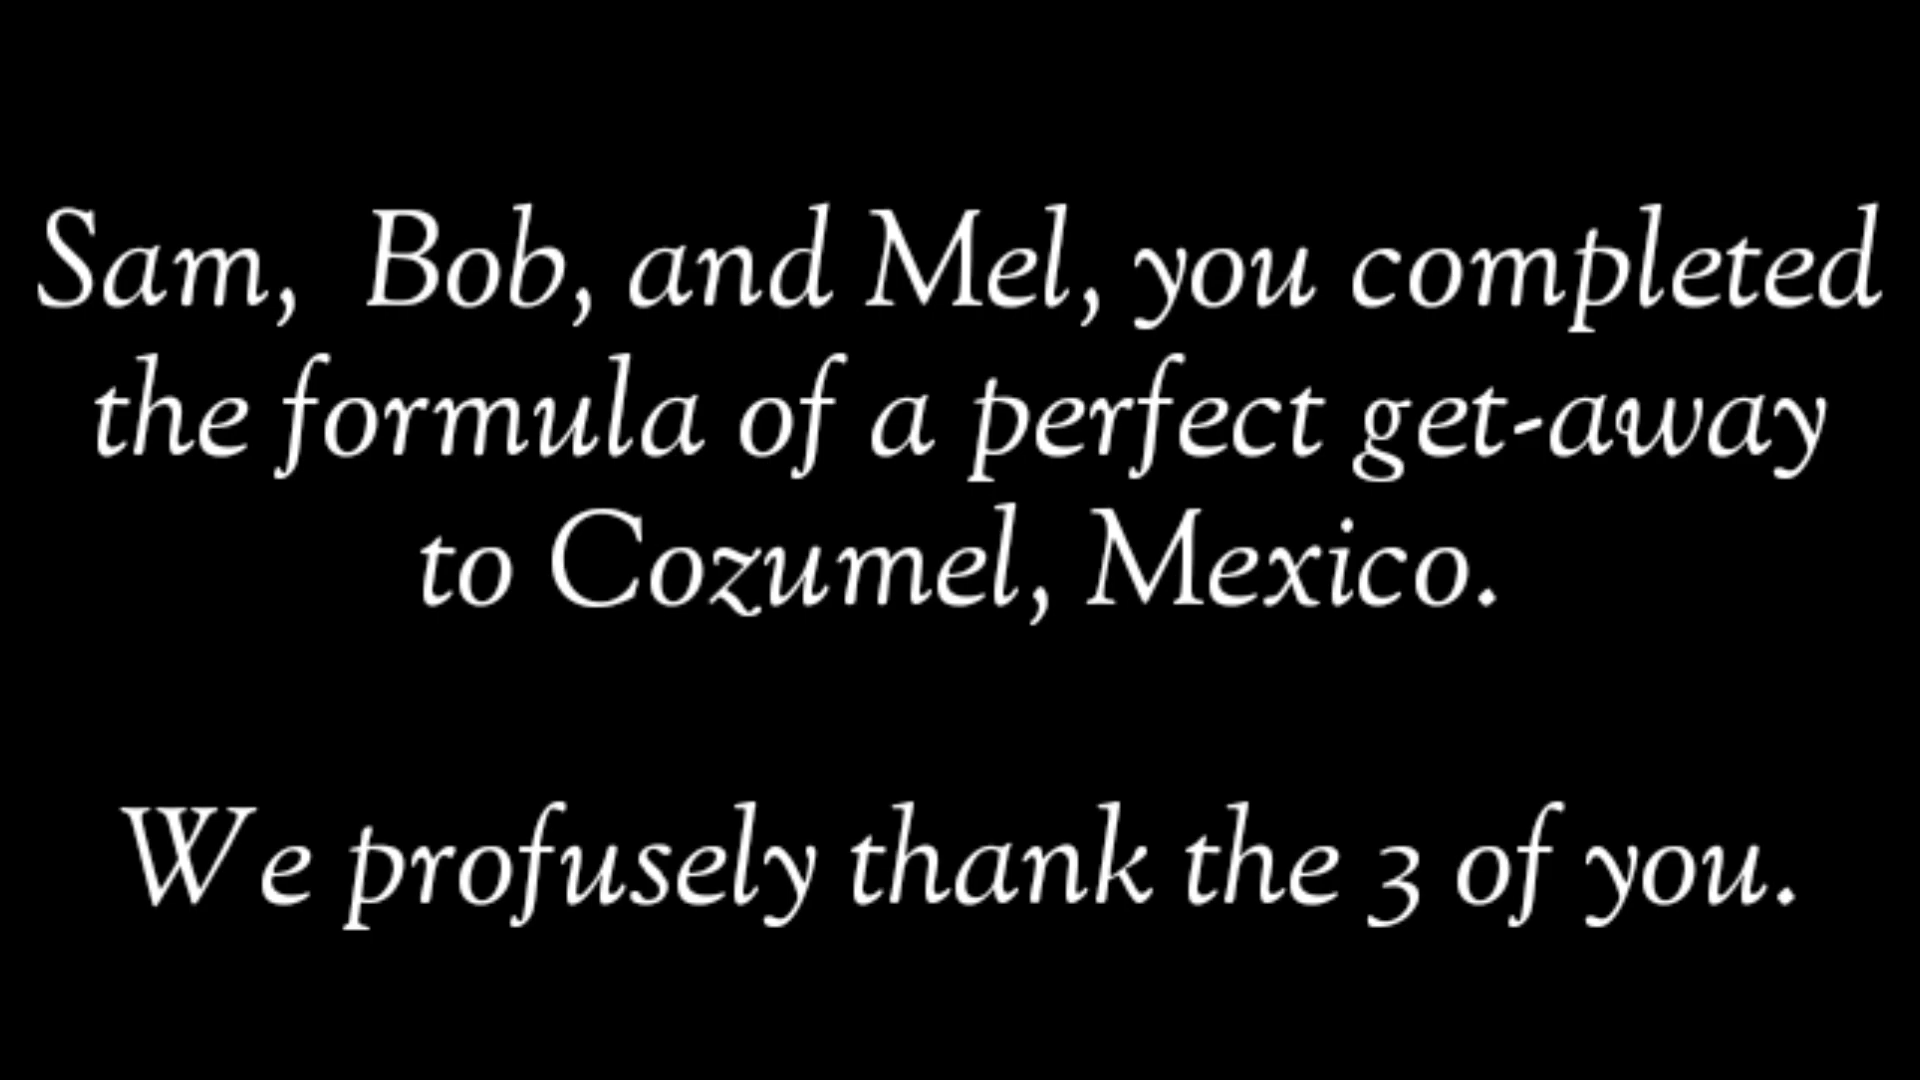 Sam,  Bob, and Mel, you completed
the formula of a perfect get-away
to Cozumel, Mexico.
We profusely thank the 3 of you.